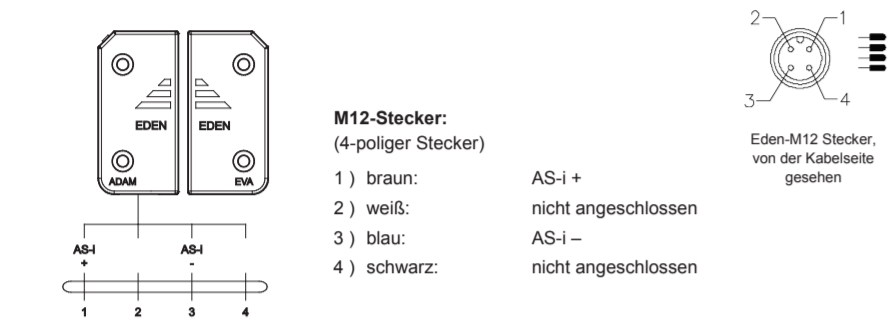 EDEN EDEN
ADAM EVA
AS-i AS-i
+ -
1 2 3 4
M12-Stecker:
(4-poliger Stecker)
1 ) braun: AS-i +
2 ) weiß: nicht angeschlossen
3 ) blau: AS-i –
4 ) schwarz: nicht angeschlossen
2 1
3 4
Eden-M12 Stecker,
von der Kabelseite
gesehen